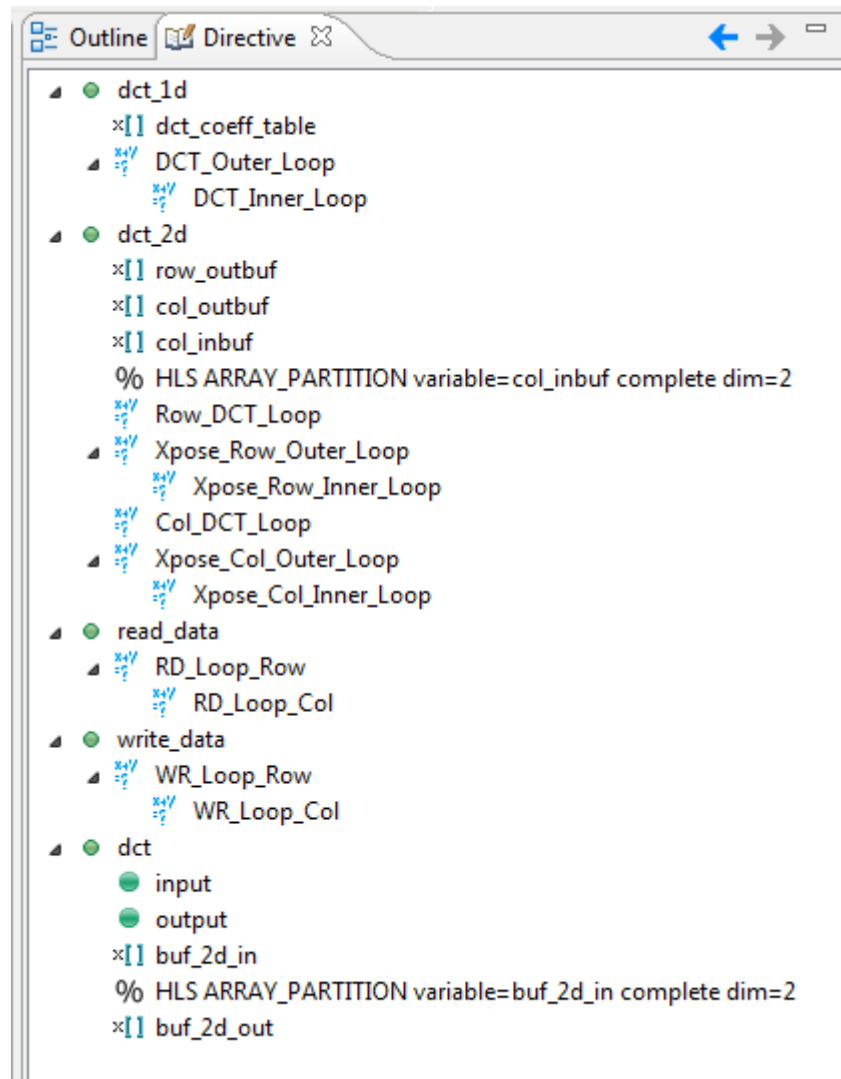 Outline Directive
dct_1d
x[] dct_coeff_table
DCT_Outer_Loop
DCT_Inner_Loop
dct_2d
x[] row_outbuf
x[] col_outbuf
x[] col_inbuf
% HLS ARRAY_PARTITION variable=col_inbuf complete dim=2
Row_DCT_Loop
Xpose_Row_Outer_Loop
Xpose_Row_Inner_Loop
Col_DCT_Loop
Xpose_Col_Outer_Loop
Xpose_Col_Inner_Loop
read_data
RD_Loop_Row
RD_Loop_Col
write_data
WR_Loop_Row
WR_Loop_Col
dct
input
output
x[] buf_2d_in
% HLS ARRAY_PARTITION variable=buf_2d_in complete dim=2
x[] buf_2d_out